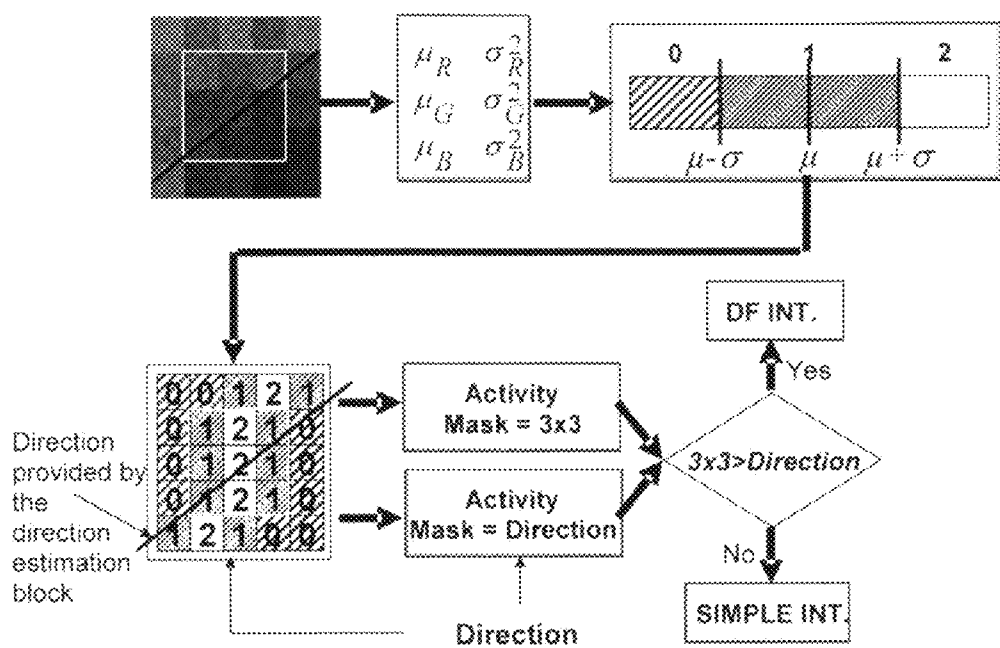 μR σ²R
μG σ²G
μB σ²B
0 1 2
μ-σ μ μ+σ
DF INT.
Yes
0 0 1 2 1
0 1 2 1 0
0 1 2 1 0
0 1 2 1 0
1 2 1 0 0
Direction
provided by
the
direction
estimation
block
Activity
Mask = 3x3
Activity
Mask = Direction
3x3>Direction
No
SIMPLE INT.
Direction